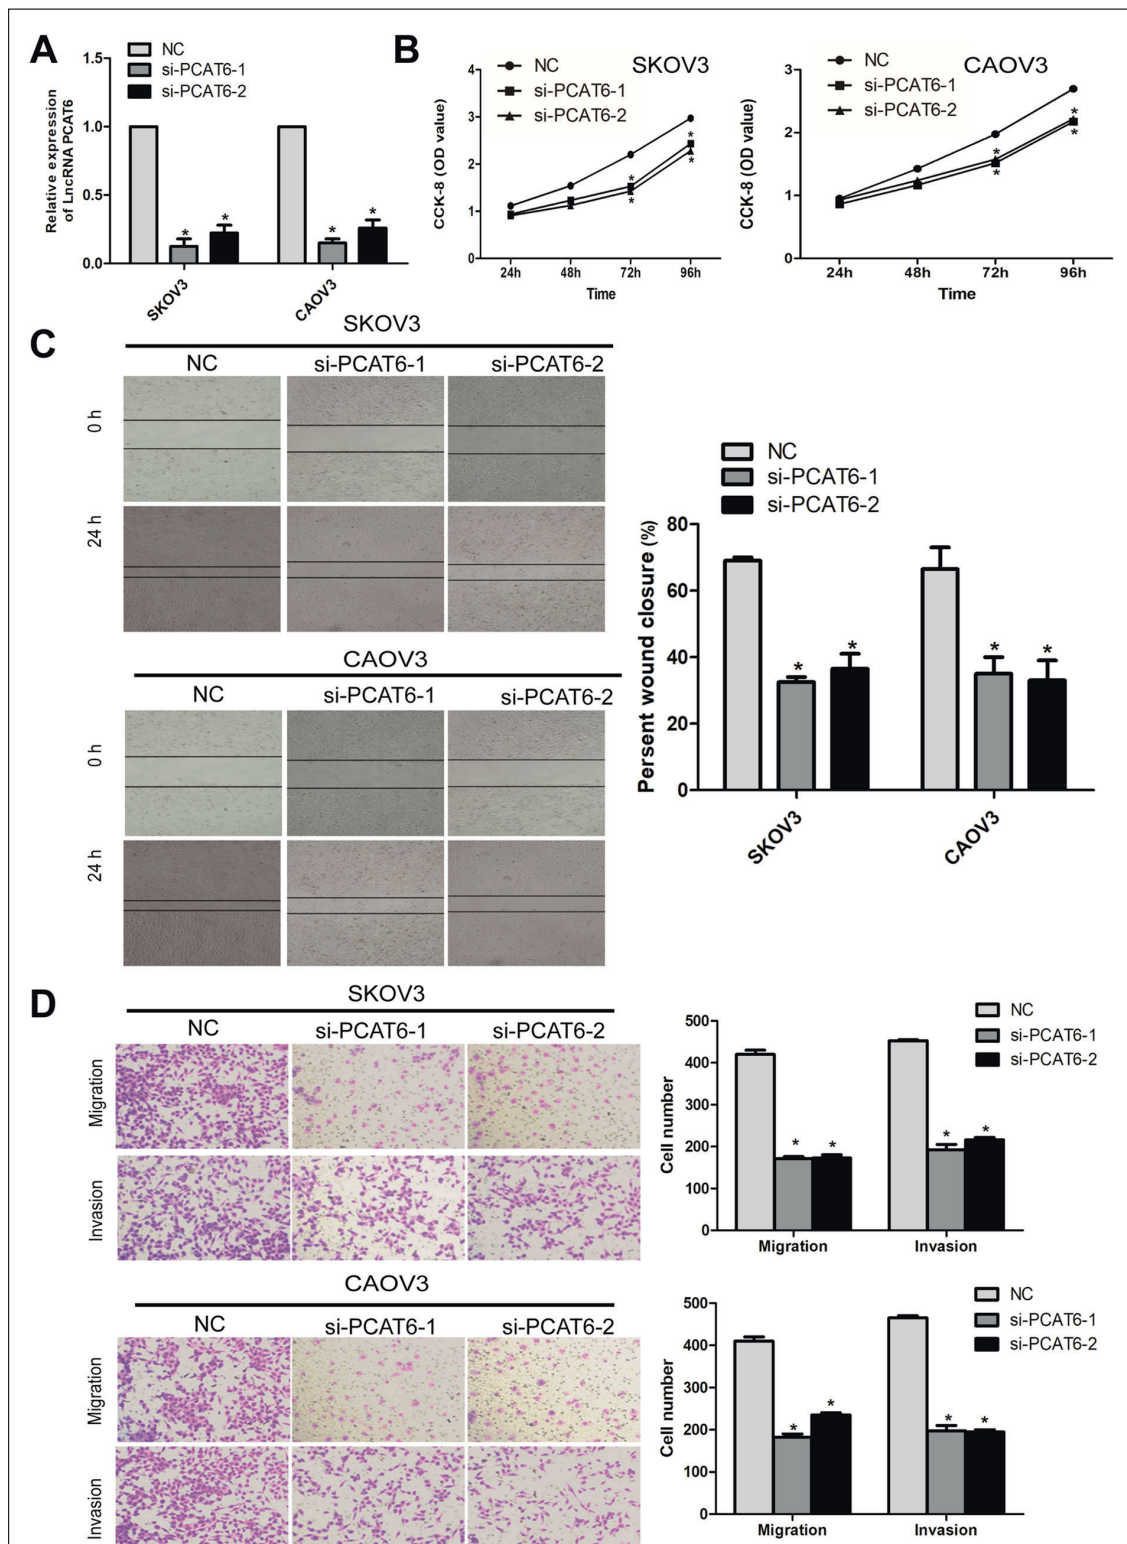 A
NC
si-PCAT6-1
si-PCAT6-2
Relative expression
of LncRNA PCAT6
1.5
1.0
0.5
0.0
*
*
*
*
SKOV3
CAOV3
B
SKOV3
NC
si-PCAT6-1
si-PCAT6-2
CCK-8 (OD value)
4
3
2
1
0
*
*
*
*
24h
48h
72h
96h
Time
CAOV3
NC
si-PCAT6-1
si-PCAT6-2
CCK-8 (OD value)
3
2
1
0
*
*
*
*
24h
48h
72h
96h
Time
C
SKOV3
NC
si-PCAT6-1
si-PCAT6-2
0 h
24 h
CAOV3
NC
si-PCAT6-1
si-PCAT6-2
0 h
24 h
NC
si-PCAT6-1
si-PCAT6-2
Persent wound closure (%)
80
60
40
20
0
*
*
*
*
SKOV3
CAOV3
D
SKOV3
NC
si-PCAT6-1
si-PCAT6-2
Migration
Invasion
NC
si-PCAT6-1
si-PCAT6-2
Cell number
500
400
300
200
100
0
*
*
*
*
Migration
Invasion
CAOV3
NC
si-PCAT6-1
si-PCAT6-2
Migration
Invasion
NC
si-PCAT6-1
si-PCAT6-2
Cell number
500
400
300
200
100
0
*
*
*
*
Migration
Invasion